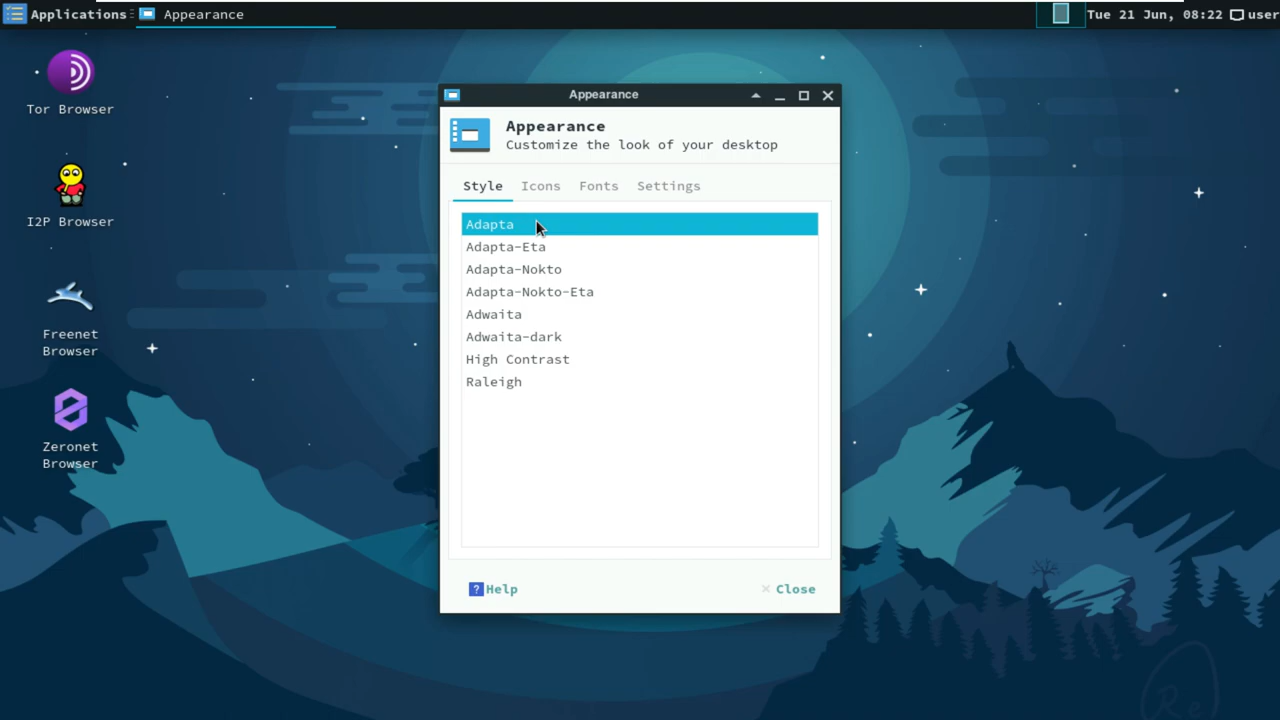 Applications
Appearance
Tue 21 Jun, 08:22
user
Tor Browser
I2P Browser
Freenet
Browser
Zeronet
Browser
Appearance
Appearance
Customize the look of your desktop
Style
Icons
Fonts
Settings
Adapta
Adapta-Eta
Adapta-Nokto
Adapta-Nokto-Eta
Adwaita
Adwaita-dark
High Contrast
Raleigh
? Help
Close